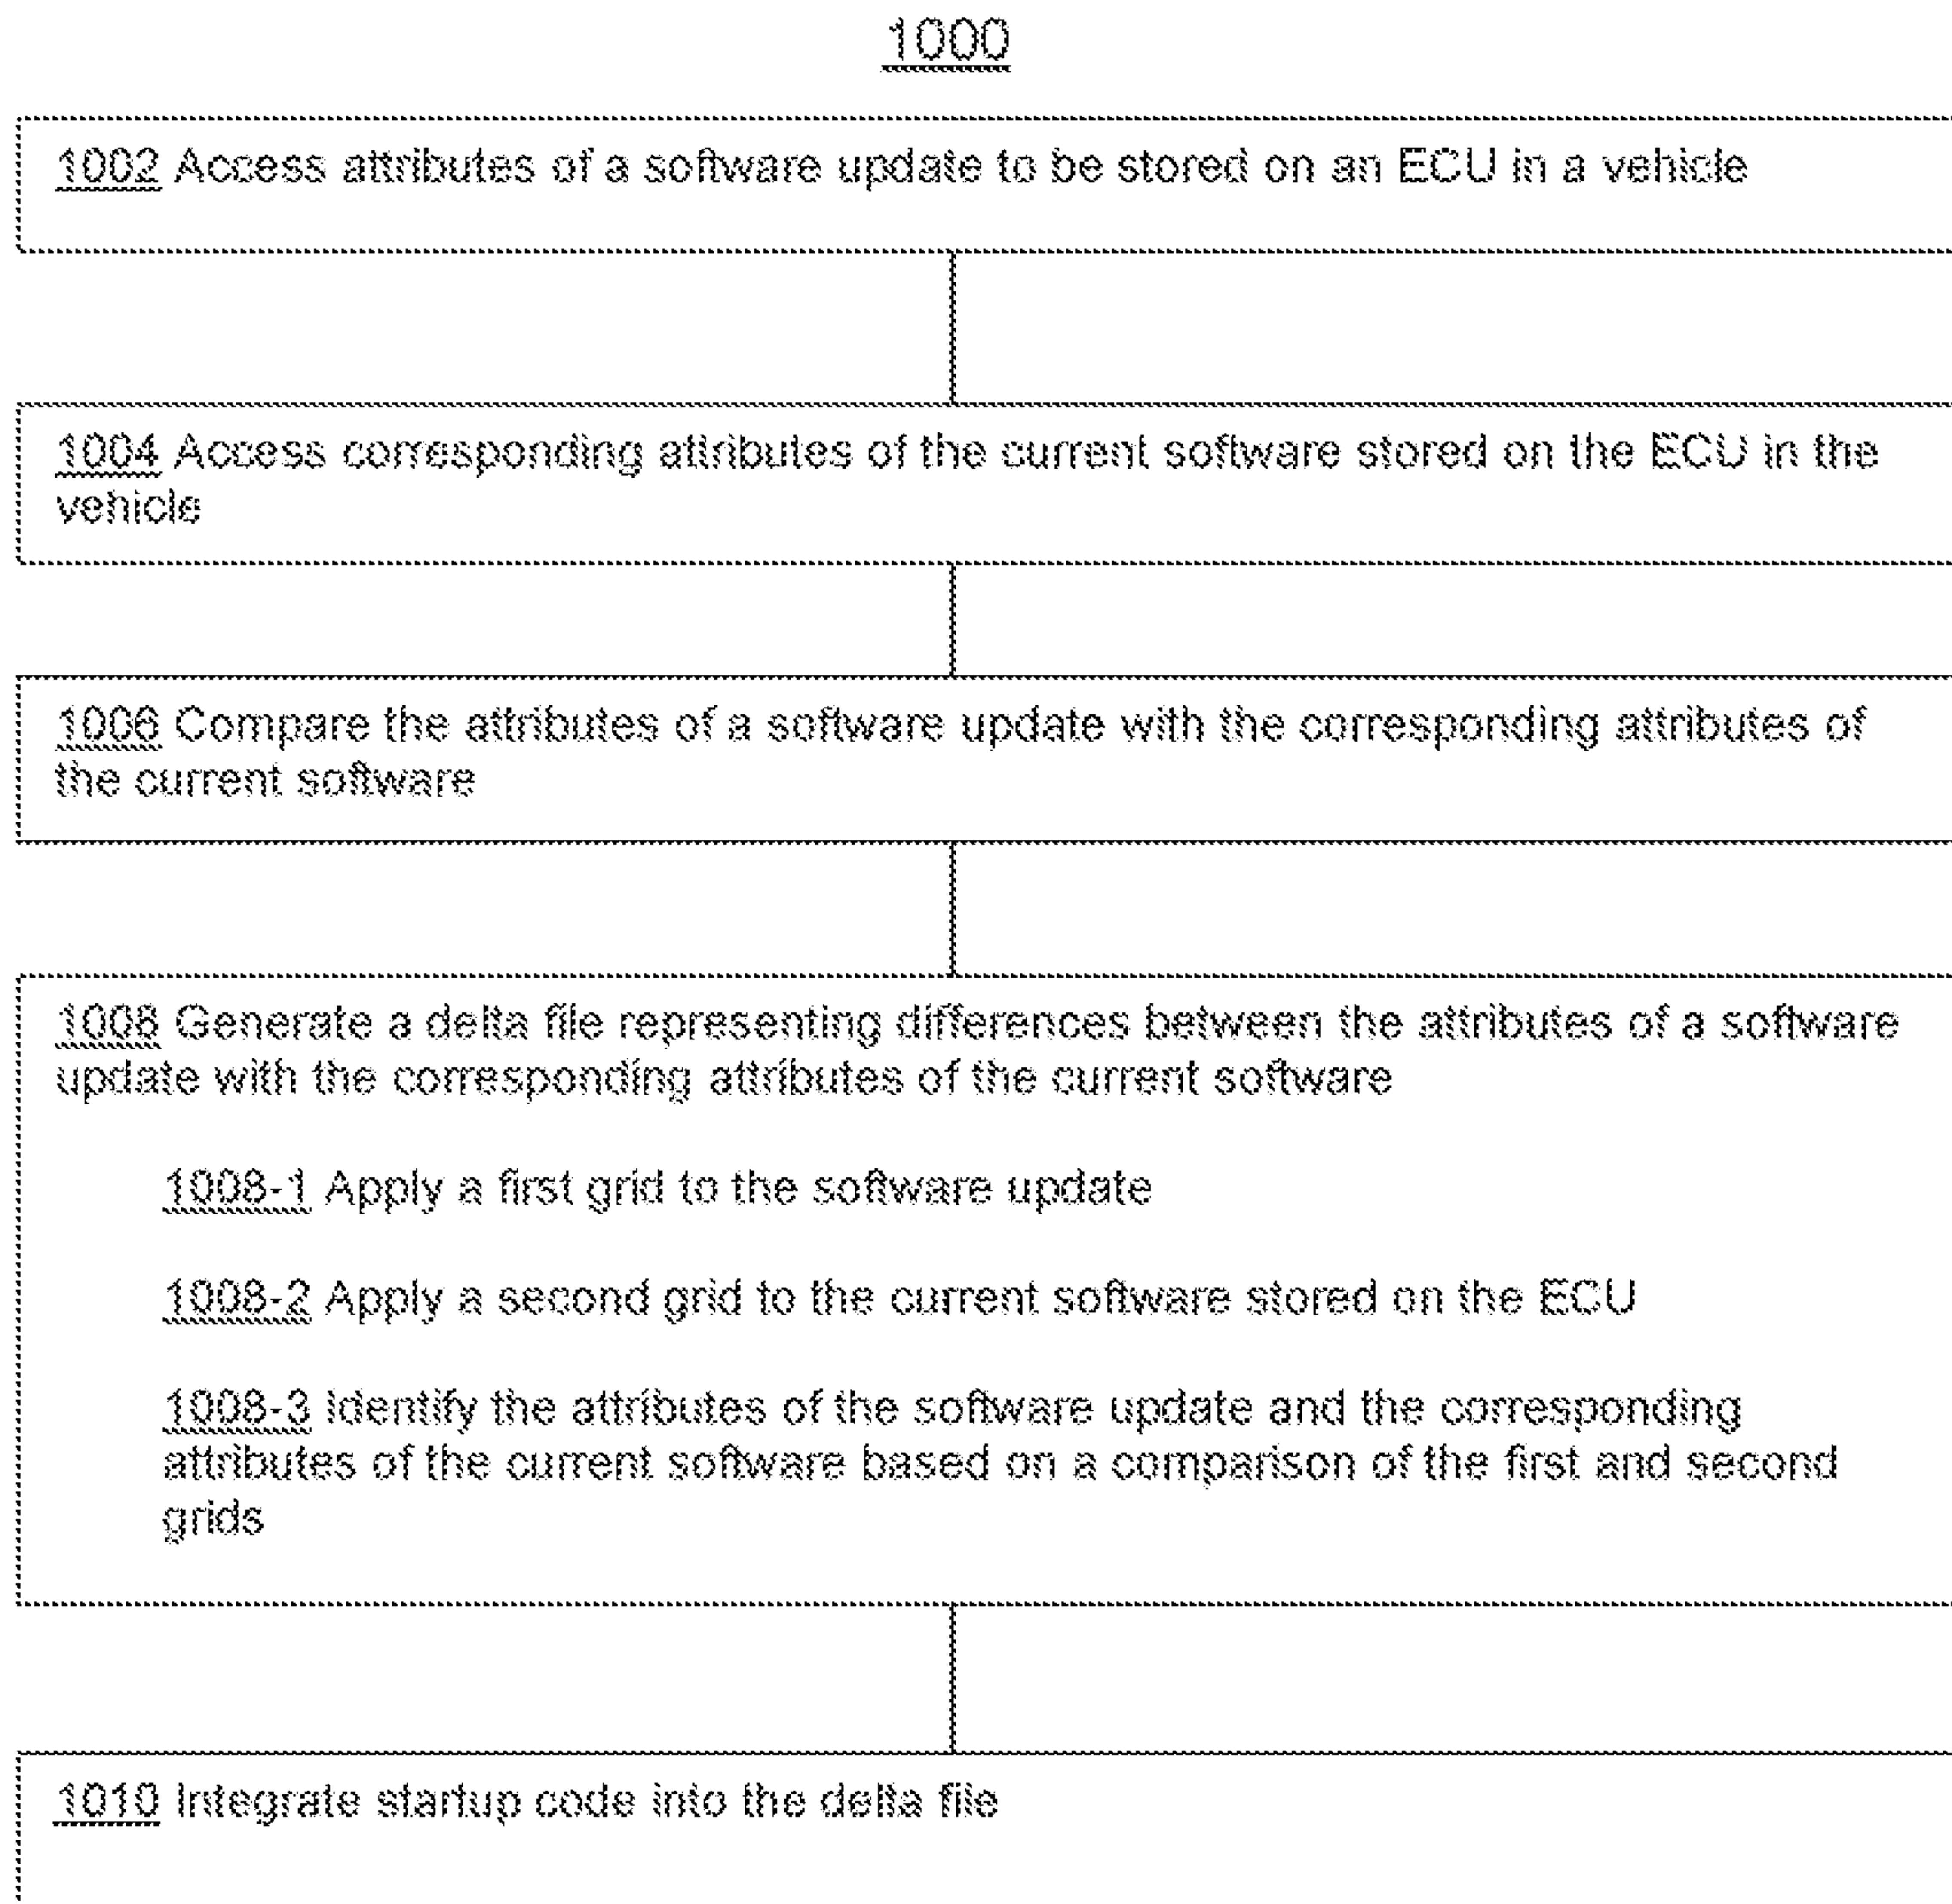 1000
1002 Access attributes of a software update to be stored on an ECU in a vehicle
1004 Access corresponding attributes of the current software stored on the ECU in the
vehicle
1006 Compare the attributes of a software update with the corresponding attributes of
the current software
1008 Generate a delta file representing differences between the attributes of a software
update with the corresponding attributes of the current software
1008-1 Apply a first grid to the software update
1008-2 Apply a second grid to the current software stored on the ECU
1008-3 Identify the attributes of the software update and the corresponding
attributes of the current software based on a comparison of the first and second
grids
1010 Integrate startup code into the delta file